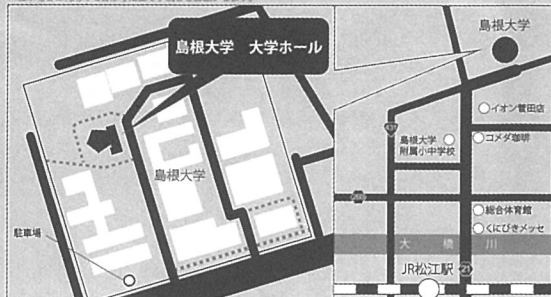 島根大学　大学ホール
島根大学
駐車場
島根大学
イオン菅田店
437
島根大学
附属小中学校
コメダ珈琲
総合体育館
くにびきメッセ
大橋川
JR松江駅
21